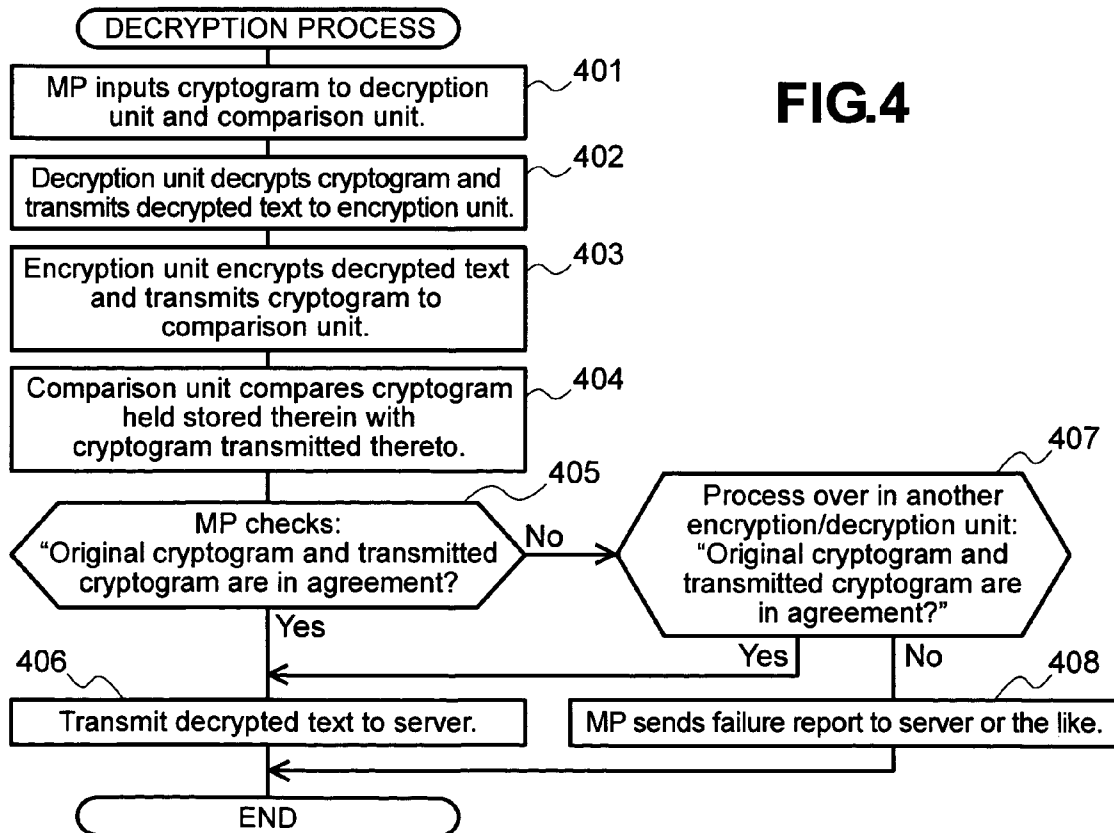 DECRYPTION PROCESS
FIG.4
401
MP inputs cryptogram to decryption
unit and comparison unit.
402
Decryption unit decrypts cryptogram and
transmits decrypted text to encryption unit.
403
Encryption unit encrypts decrypted text
and transmits cryptogram to
comparison unit.
404
Comparison unit compares cryptogram
held stored therein with
cryptogram transmitted thereto.
405
MP checks:
“Original cryptogram and transmitted
cryptogram are in agreement?
No
407
Process over in another
encryption/decryption unit:
“Original cryptogram and
transmitted cryptogram are
in agreement?”
Yes
Yes
No
406
Transmit decrypted text to server.
408
MP sends failure report to server or the like.
END